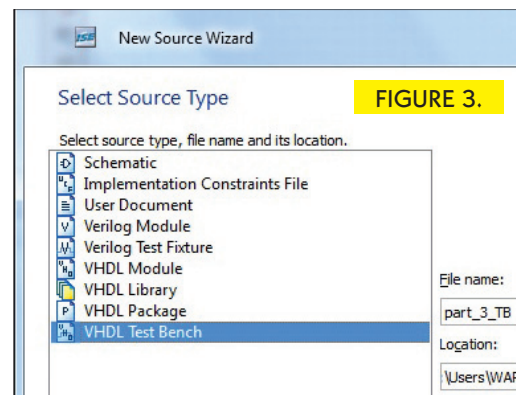 New Source Wizard
Select Source Type
FIGURE 3.
Select source type, file name and its location.
Schematic
Implementation Constraints File
User Document
Verilog Module
Verilog Test Fixture
VHDL Module
VHDL Library
VHDL Package
VHDL Test Bench
File name:
part_3_TB
Location:
:\Users\WAR